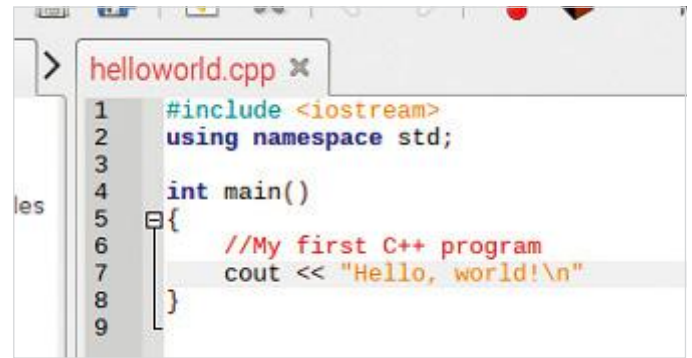 helloworld.cpp
les
1 #include <iostream>
2 using namespace std;
3
4 int main()
5 {
6 //My first C++ program
7 cout << "Hello, world!\n"
8 }
9